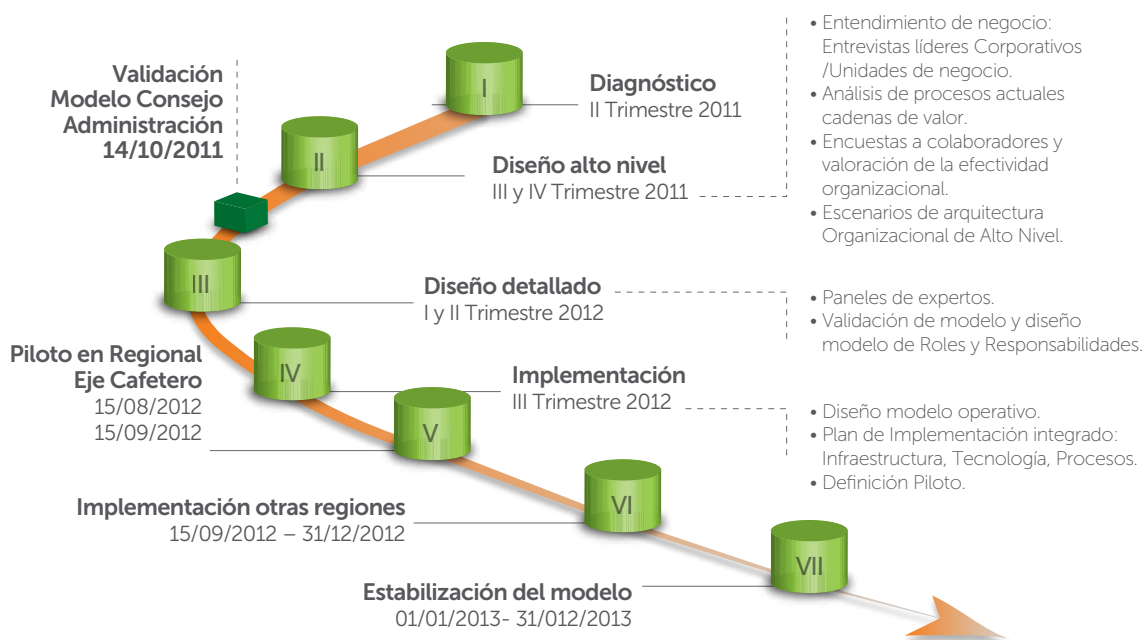 Validación
Modelo Consejo
Administración
14/10/2011
I
Diagnóstico
II Trimestre 2011
II
Diseño alto nivel
III y IV Trimestre 2011
• Entendimiento de negocio:
Entrevistas líderes Corporativos
/Unidades de negocio.
• Análisis de procesos actuales
cadenas de valor.
• Encuestas a colaboradores y
valoración de la efectividad
organizacional.
• Escenarios de arquitectura
Organizacional de Alto Nivel.
III
Diseño detallado
I y II Trimestre 2012
• Paneles de expertos.
• Validación de modelo y diseño
modelo de Roles y Responsabilidades.
Piloto en Regional
Eje Cafetero
15/08/2012
15/09/2012
IV
Implementación
III Trimestre 2012
• Diseño modelo operativo.
• Plan de Implementación integrado:
Infraestructura, Tecnología, Procesos.
• Definición Piloto.
V
Implementación otras regiones
15/09/2012 – 31/12/2012
VI
Estabilización del modelo
01/01/2013- 31/012/2013
VII